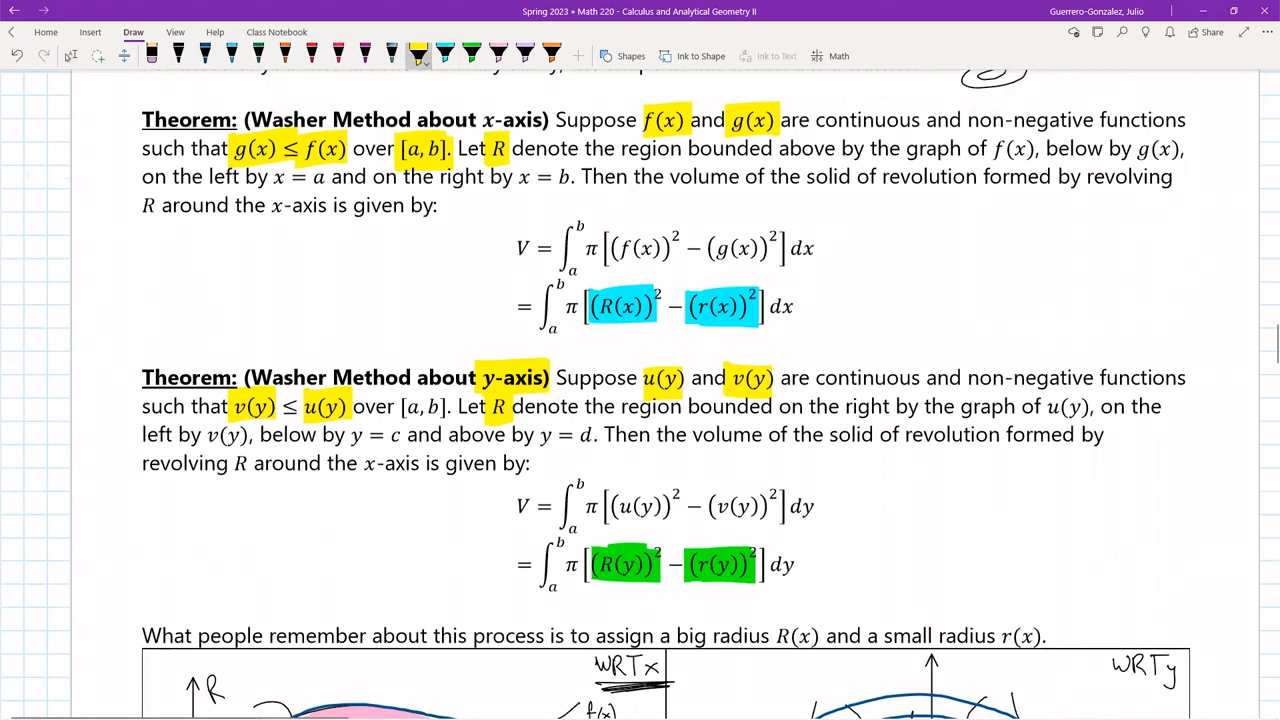 Spring 2023 » Math 220 - Calculus and Analytical Geometry II
Guerrero-Gonzalez, Julio
Home Insert Draw View Help Class Notebook Share
Shapes Ink to Shape Ink to Text Math
Theorem: (Washer Method about x-axis) Suppose f(x) and g(x) are continuous and non-negative functions
such that g(x) ≤ f(x) over [a, b]. Let R denote the region bounded above by the graph of f(x), below by g(x),
on the left by x = a and on the right by x = b. Then the volume of the solid of revolution formed by revolving
R around the x-axis is given by:
V = ∫_a^b π[(f(x))² − (g(x))²] dx
= ∫_a^b π[(R(x))² − (r(x))²] dx
Theorem: (Washer Method about y-axis) Suppose u(y) and v(y) are continuous and non-negative functions
such that v(y) ≤ u(y) over [a, b]. Let R denote the region bounded on the right by the graph of u(y), on the
left by v(y), below by y = c and above by y = d. Then the volume of the solid of revolution formed by
revolving R around the x-axis is given by:
V = ∫_a^b π[(u(y))² − (v(y))²] dy
= ∫_a^b π[(R(y))² − (r(y))²] dy
What people remember about this process is to assign a big radius R(x) and a small radius r(x).
WRTx WRTy
R
f(x)